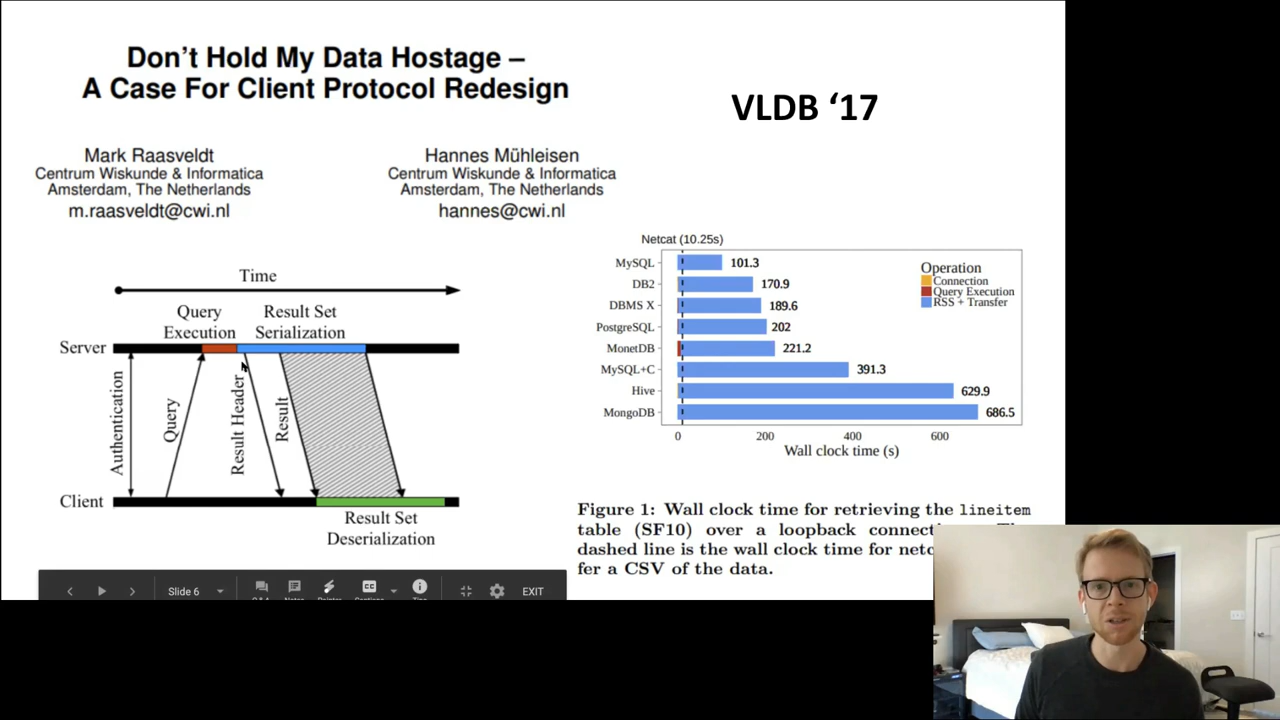 Don't Hold My Data Hostage –
A Case For Client Protocol Redesign
VLDB ‘17
Mark Raasveldt
Centrum Wiskunde & Informatica
Amsterdam, The Netherlands
m.raasveldt@cwi.nl
Hannes Mühleisen
Centrum Wiskunde & Informatica
Amsterdam, The Netherlands
hannes@cwi.nl
Time
Query
Execution
Result Set
Serialization
Server
Authentication
Query
Result Header
Result
Client
Result Set
Deserialization
Netcat (10.25s)
MySQL 101.3
DB2 170.9
DBMS X 189.6
PostgreSQL 202
MonetDB 221.2
MySQL+C 391.3
Hive 629.9
MongoDB 686.5
Operation
Connection
Query Execution
RSS + Transfer
0 200 400 600
Wall clock time (s)
Figure 1: Wall clock time for retrieving the lineitem
table (SF10) over a loopback
dashed line is the wall clock time for
fer a CSV of the data.
Slide 6
EXIT